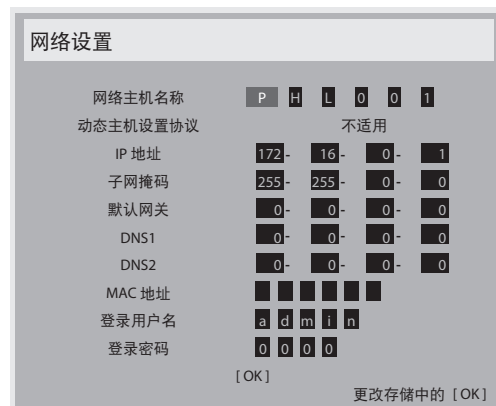 网络设置
网络主机名称 P H L 0 0 1
动态主机设置协议 不适用
IP 地址 172- 16- 0- 1
子网掩码 255- 255- 0- 0
默认网关 0- 0- 0- 0
DNS1 0- 0- 0- 0
DNS2 0- 0- 0- 0
MAC 地址
登录用户名 a d m i n
登录密码 0 0 0 0
[ OK ]
更改存储中的 [ OK ]